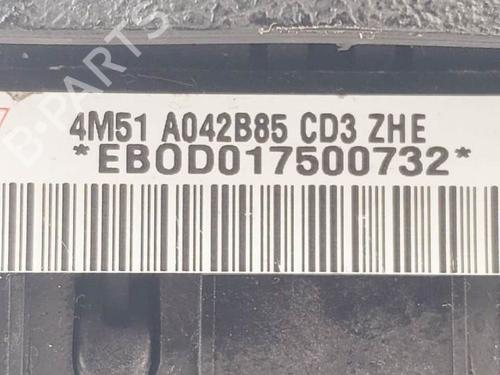 B-PARTS
4M51 A042B85 CD3 ZHE
*EBOD017500732*